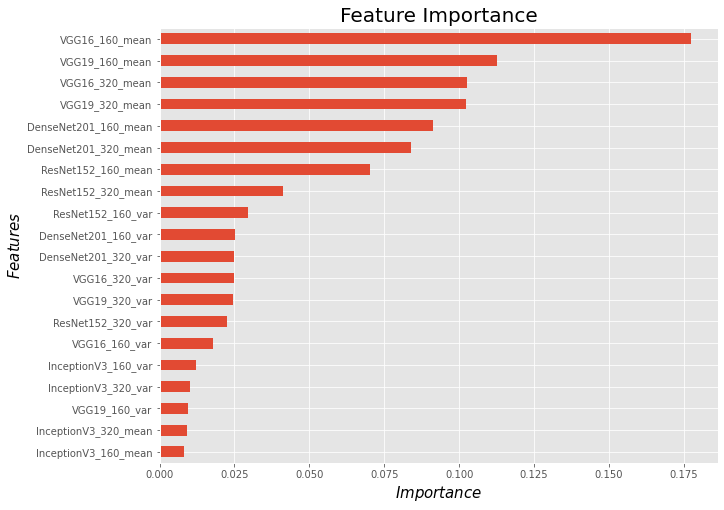 Feature Importance
VGG16_160_mean
VGG19_160_mean
VGG16_320_mean
VGG19_320_mean
DenseNet201_160_mean
DenseNet201_320_mean
ResNet152_160_mean
ResNet152_320_mean
ResNet152_160_var
DenseNet201_160_var
DenseNet201_320_var
VGG16_320_var
VGG19_320_var
ResNet152_320_var
VGG16_160_var
InceptionV3_160_var
InceptionV3_320_var
VGG19_160_var
InceptionV3_320_mean
InceptionV3_160_mean
Features
0.000 0.025 0.050 0.075 0.100 0.125 0.150 0.175
Importance